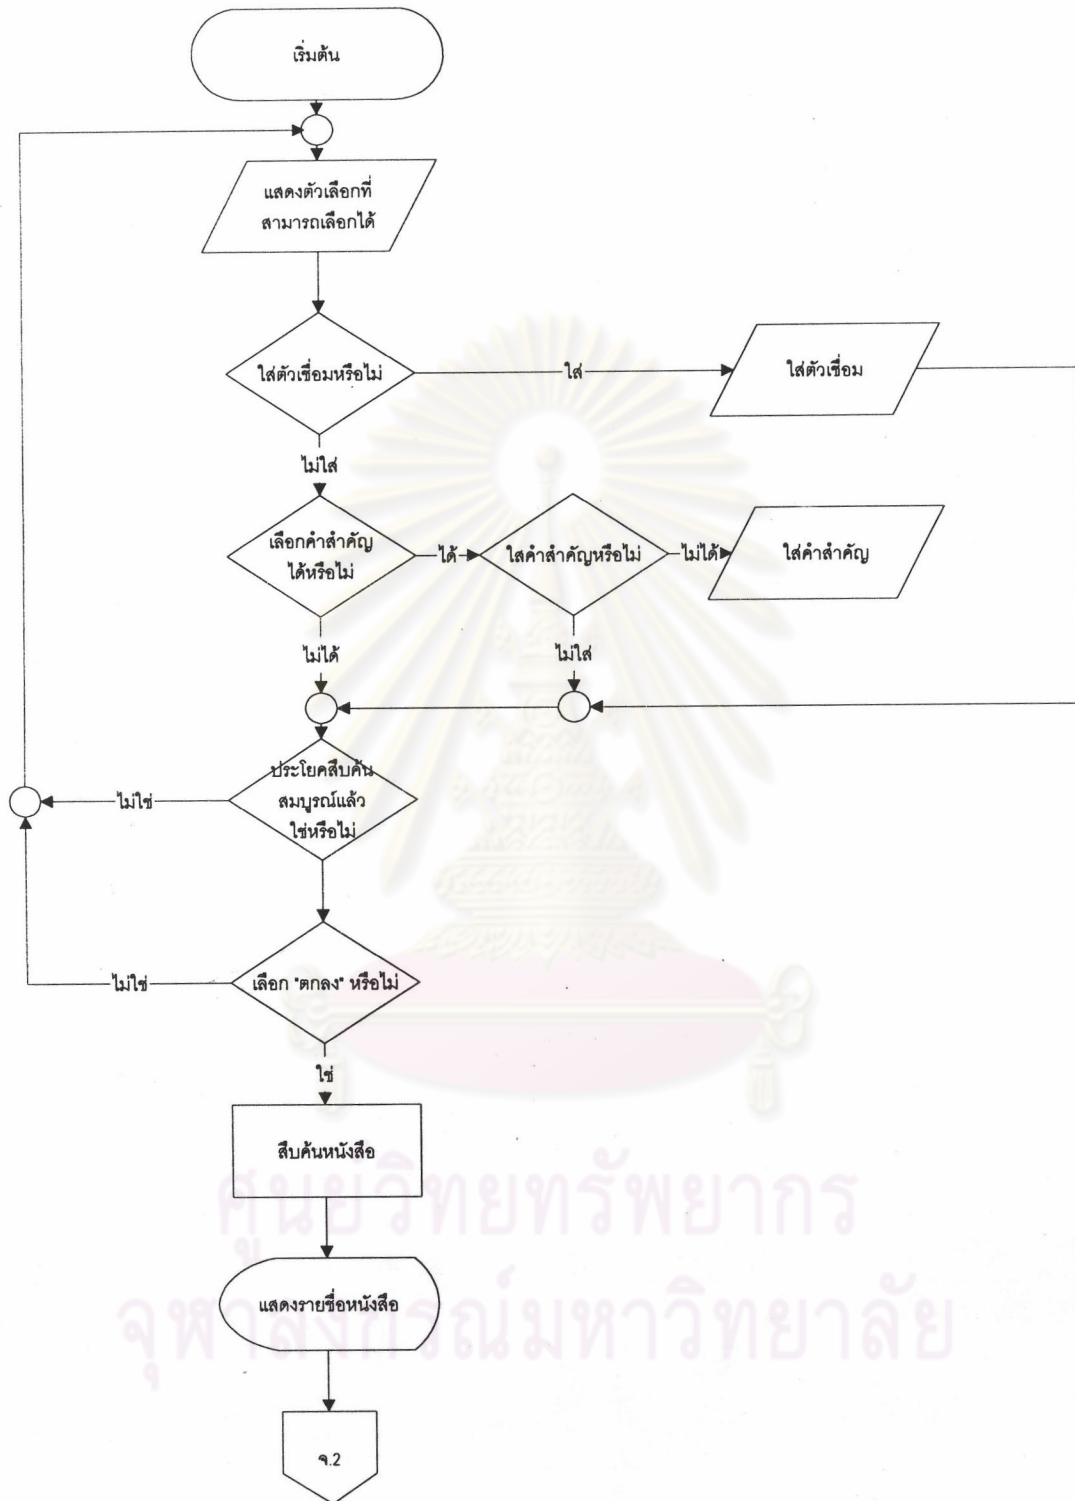 เริ่มต้น
แสดงตัวเลือกที่
สามารถเลือกได้
ใส่ตัวเชื่อมหรือไม่
ใส่
ใส่ตัวเชื่อม
ไม่ใส่
เลือกคำสำคัญ
ได้หรือไม่
ได้
ใส่คำสำคัญหรือไม่
ไม่ได้
ใส่คำสำคัญ
ไม่ได้
ไม่ใส่
ประโยคสืบค้น
สมบูรณ์แล้ว
ใช่หรือไม่
ไม่ใช่
เลือก "ตกลง" หรือไม่
ไม่ใช่
ใช่
สืบค้นหนังสือ
แสดงรายชื่อหนังสือ
จ.2
ศูนย์วิทยทรัพยากร
จุฬาลงกรณ์มหาวิทยาลัย